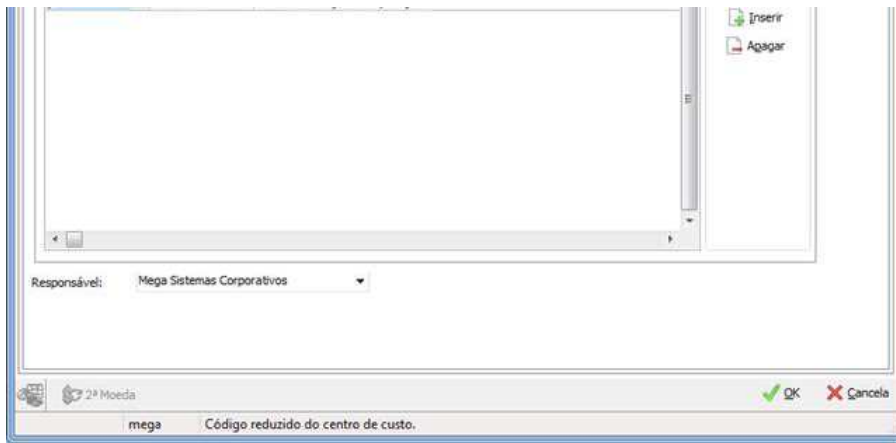 Inserir
Apagar
Responsável: Mega Sistemas Corporativos
2ª Moeda OK Cancela
mega Código reduzido do centro de custo.